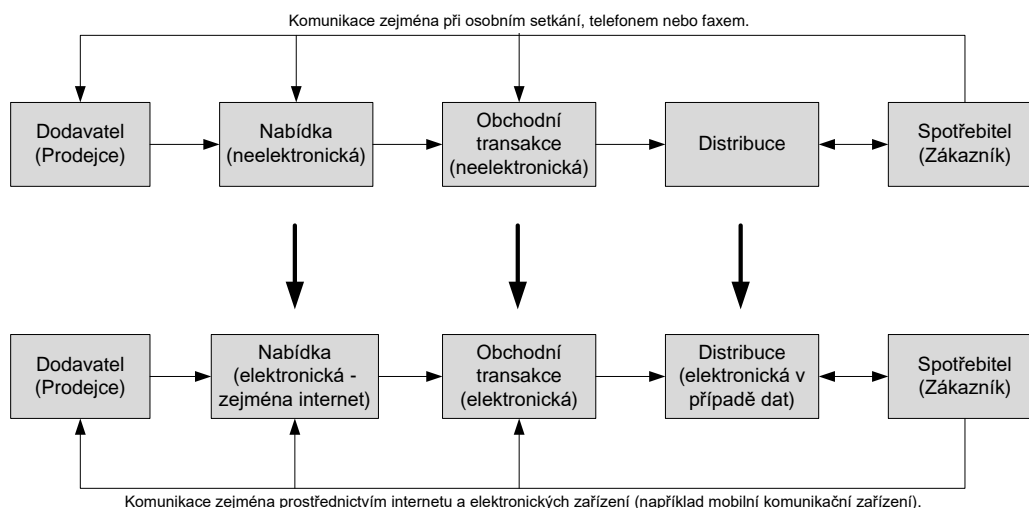 Komunikace zejména při osobním setkání, telefonem nebo faxem.
Dodavatel
(Prodejce)
Nabídka
(neelektronická)
Obchodní
transakce
(neelektronická)
Distribuce
Spotřebitel
(Zákazník)
Dodavatel
(Prodejce)
Nabídka
(elektronická -
zejména internet)
Obchodní
transakce
(elektronická)
Distribuce
(elektronická v
případě dat)
Spotřebitel
(Zákazník)
Komunikace zejména prostřednictvím internetu a elektronických zařízení (například mobilní komunikační zařízení).